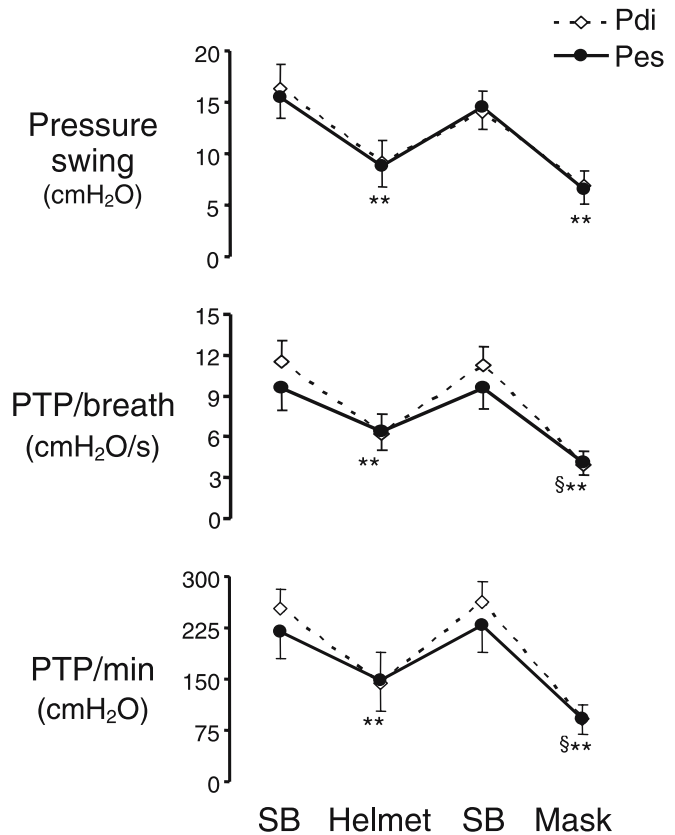 Pdi
Pes
20
15
10
5
0
Pressure
swing
(cmH₂O)
**
**
15
12
9
6
3
0
PTP/breath
(cmH₂O/s)
**
§**
300
225
150
75
0
PTP/min
(cmH₂O)
**
§**
SB Helmet SB Mask